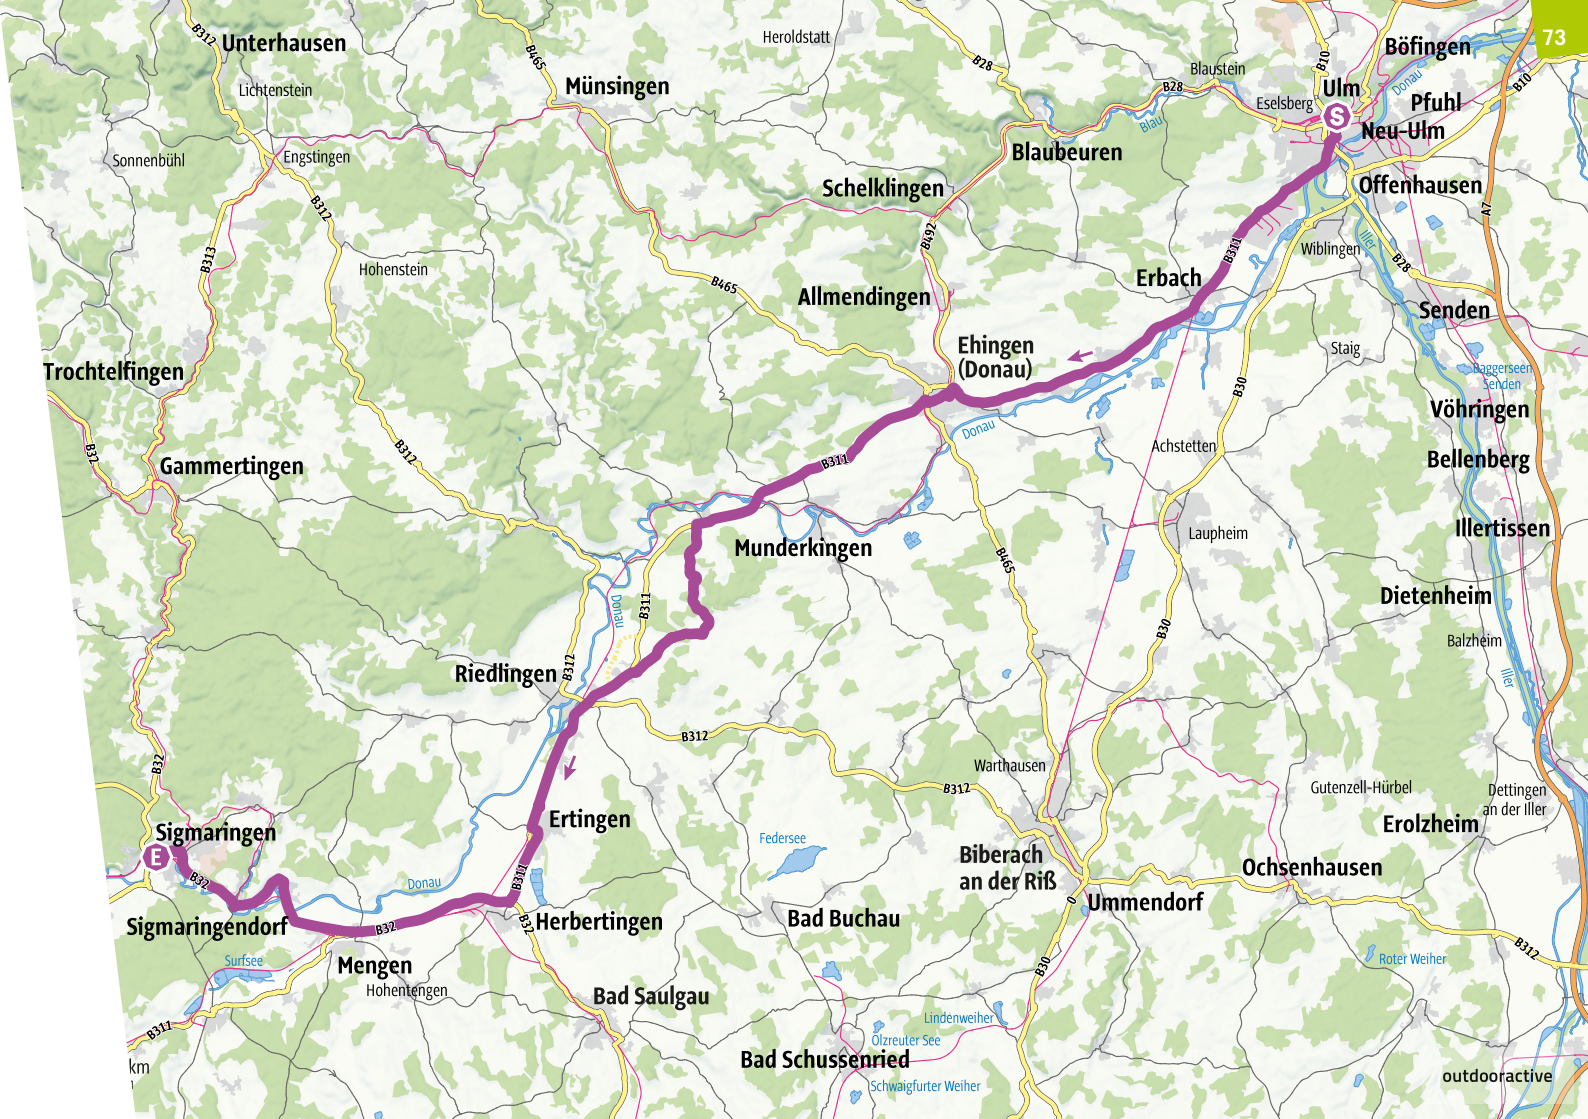 73
B312
Unterhausen
B465
Heroldstatt
B28
B10
Böfingen
Lichtenstein
Münsingen
Blaustein
B28
Ulm
Donau
B10
Eselsberg
S
Pfuhl
Neu-Ulm
Blau
Sonnenbühl
Engstingen
Blaubeuren
Schelklingen
Offenhausen
B312
A7
B492
B311
Iller
Wiblingen
B313
Hohenstein
B28
Erbach
B465
Allmendingen
Senden
Ehingen
(Donau)
Staig
Trochtelfingen
Baggerseen
Senden
B30
Vöhringen
Donau
B32
B312
Achstetten
Gammertingen
B311
Bellenberg
Illertissen
Munderkingen
Laupheim
B465
Donau
B311
Dietenheim
B30
Balzheim
Riedlingen
B312
Iller
B312
B32
Warthausen
B312
Gutenzell-Hürbel
Dettingen
an der Iller
Ertingen
Erolzheim
Sigmaringen
E
Federsee
Biberach
an der Riß
Ochsenhausen
B32
B311
Donau
Ummendorf
0
Sigmaringendorf
B32
B32
Herbertingen
Bad Buchau
B312
Surfsee
Mengen
Roter Weiher
B30
Hohentengen
Bad Saulgau
Lindenweiher
B311
Olzreuter See
Bad Schussenried
km
outdooractive
Schwaigfurter Weiher